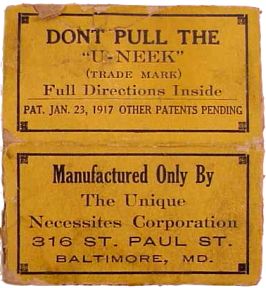 DONT PULL THE
"U-NEEK"
(TRADE MARK)
Full Directions Inside
PAT. JAN. 23, 1917 OTHER PATENTS PENDING
Manufactured Only By
The Unique
Necessites Corporation
316 ST. PAUL ST.
BALTIMORE, MD.